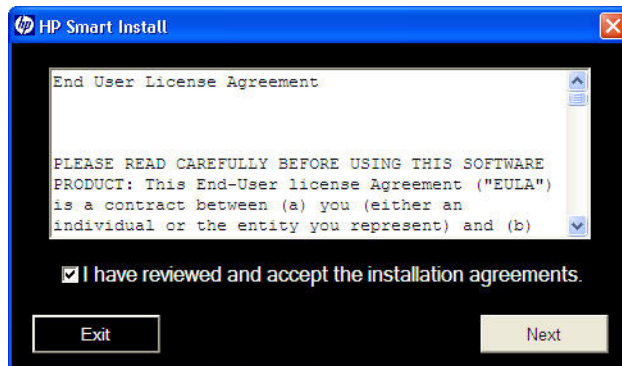 hp HP Smart Install
End User License Agreement
PLEASE READ CAREFULLY BEFORE USING THIS SOFTWARE
PRODUCT: This End-User license Agreement ("EULA")
is a contract between (a) you (either an
individual or the entity you represent) and (b)
I have reviewed and accept the installation agreements.
Exit
Next